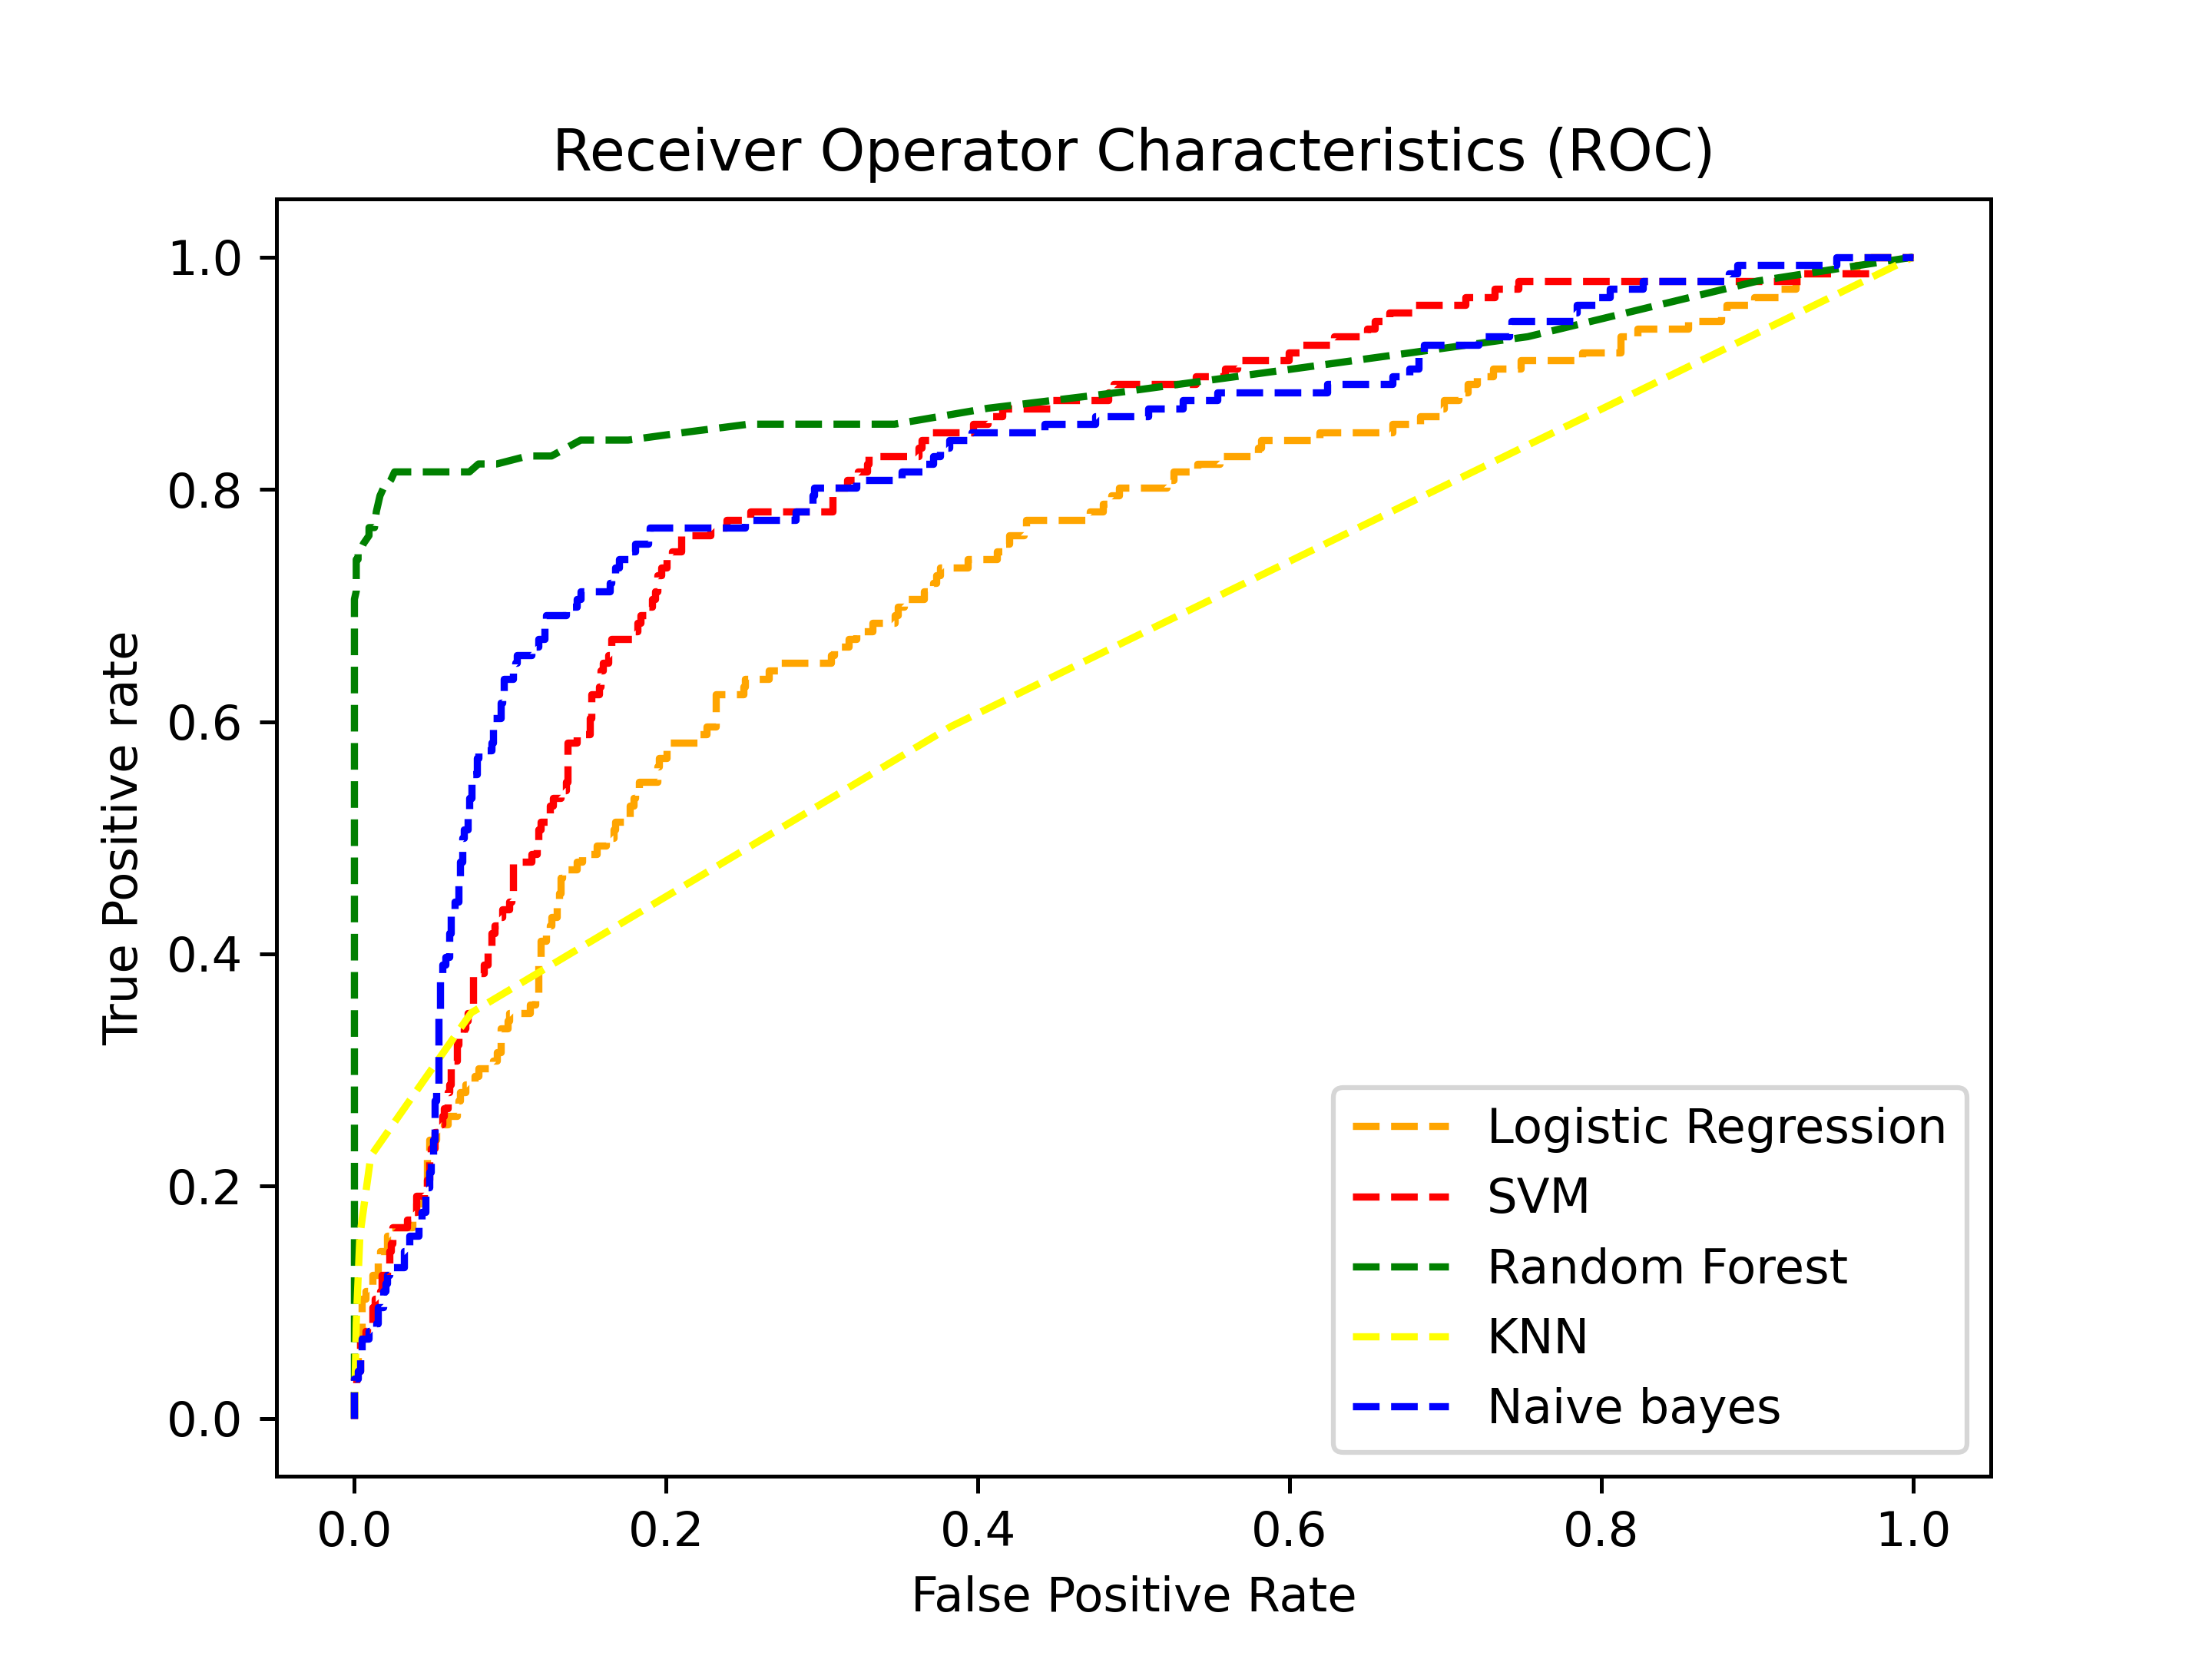 Receiver Operator Characteristics (ROC)
True Positive rate
1.0
0.8
0.6
0.4
0.2
0.0
Logistic Regression
SVM
Random Forest
KNN
Naive bayes
0.0 0.2 0.4 0.6 0.8 1.0
False Positive Rate